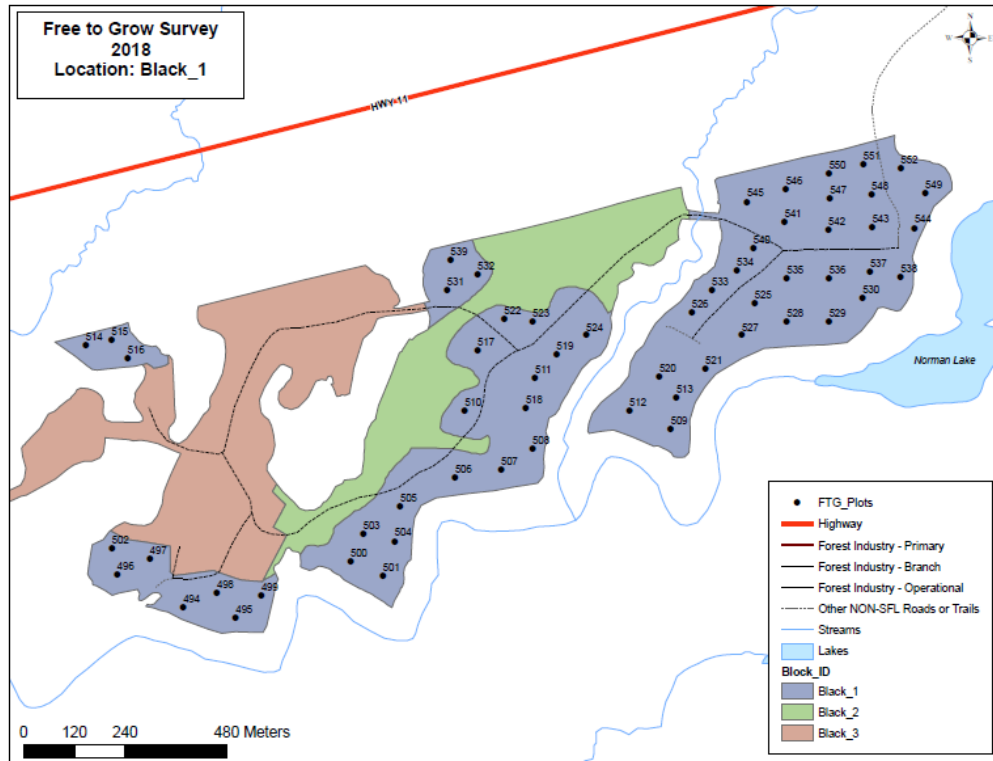 Free to Grow Survey
2018
Location: Black_1
N
W
E
S
HWY 11
550
551
552
545
546
547
548
549
541
542
543
544
540
539
532
531
534
533
535
536
537
538
530
526
525
527
528
529
522
523
524
517
519
514
515
516
511
510
518
520
521
512
513
509
508
507
506
505
503
504
500
501
502
497
496
498
499
494
495
Norman Lake
FTG_Plots
Highway
Forest Industry - Primary
Forest Industry - Branch
Forest Industry - Operational
Other NON-SFL Roads or Trails
Streams
Lakes
Block_ID
Black_1
Black_2
Black_3
0 120 240 480 Meters